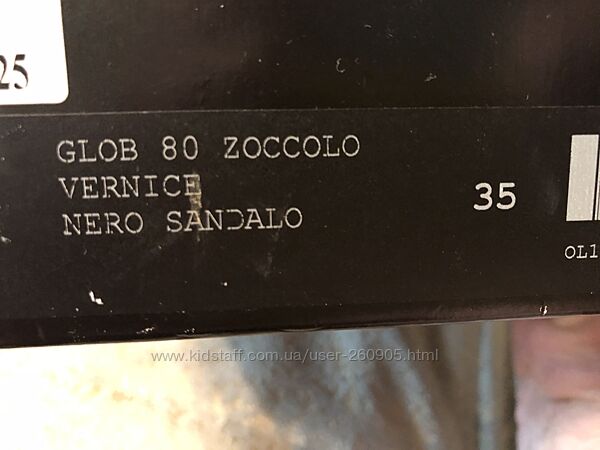 25
GLOB 80 ZOCCOLO
VERNICE
NERO SANDALO
35
OL1
www.kidstaff.com.ua/user-260905.html